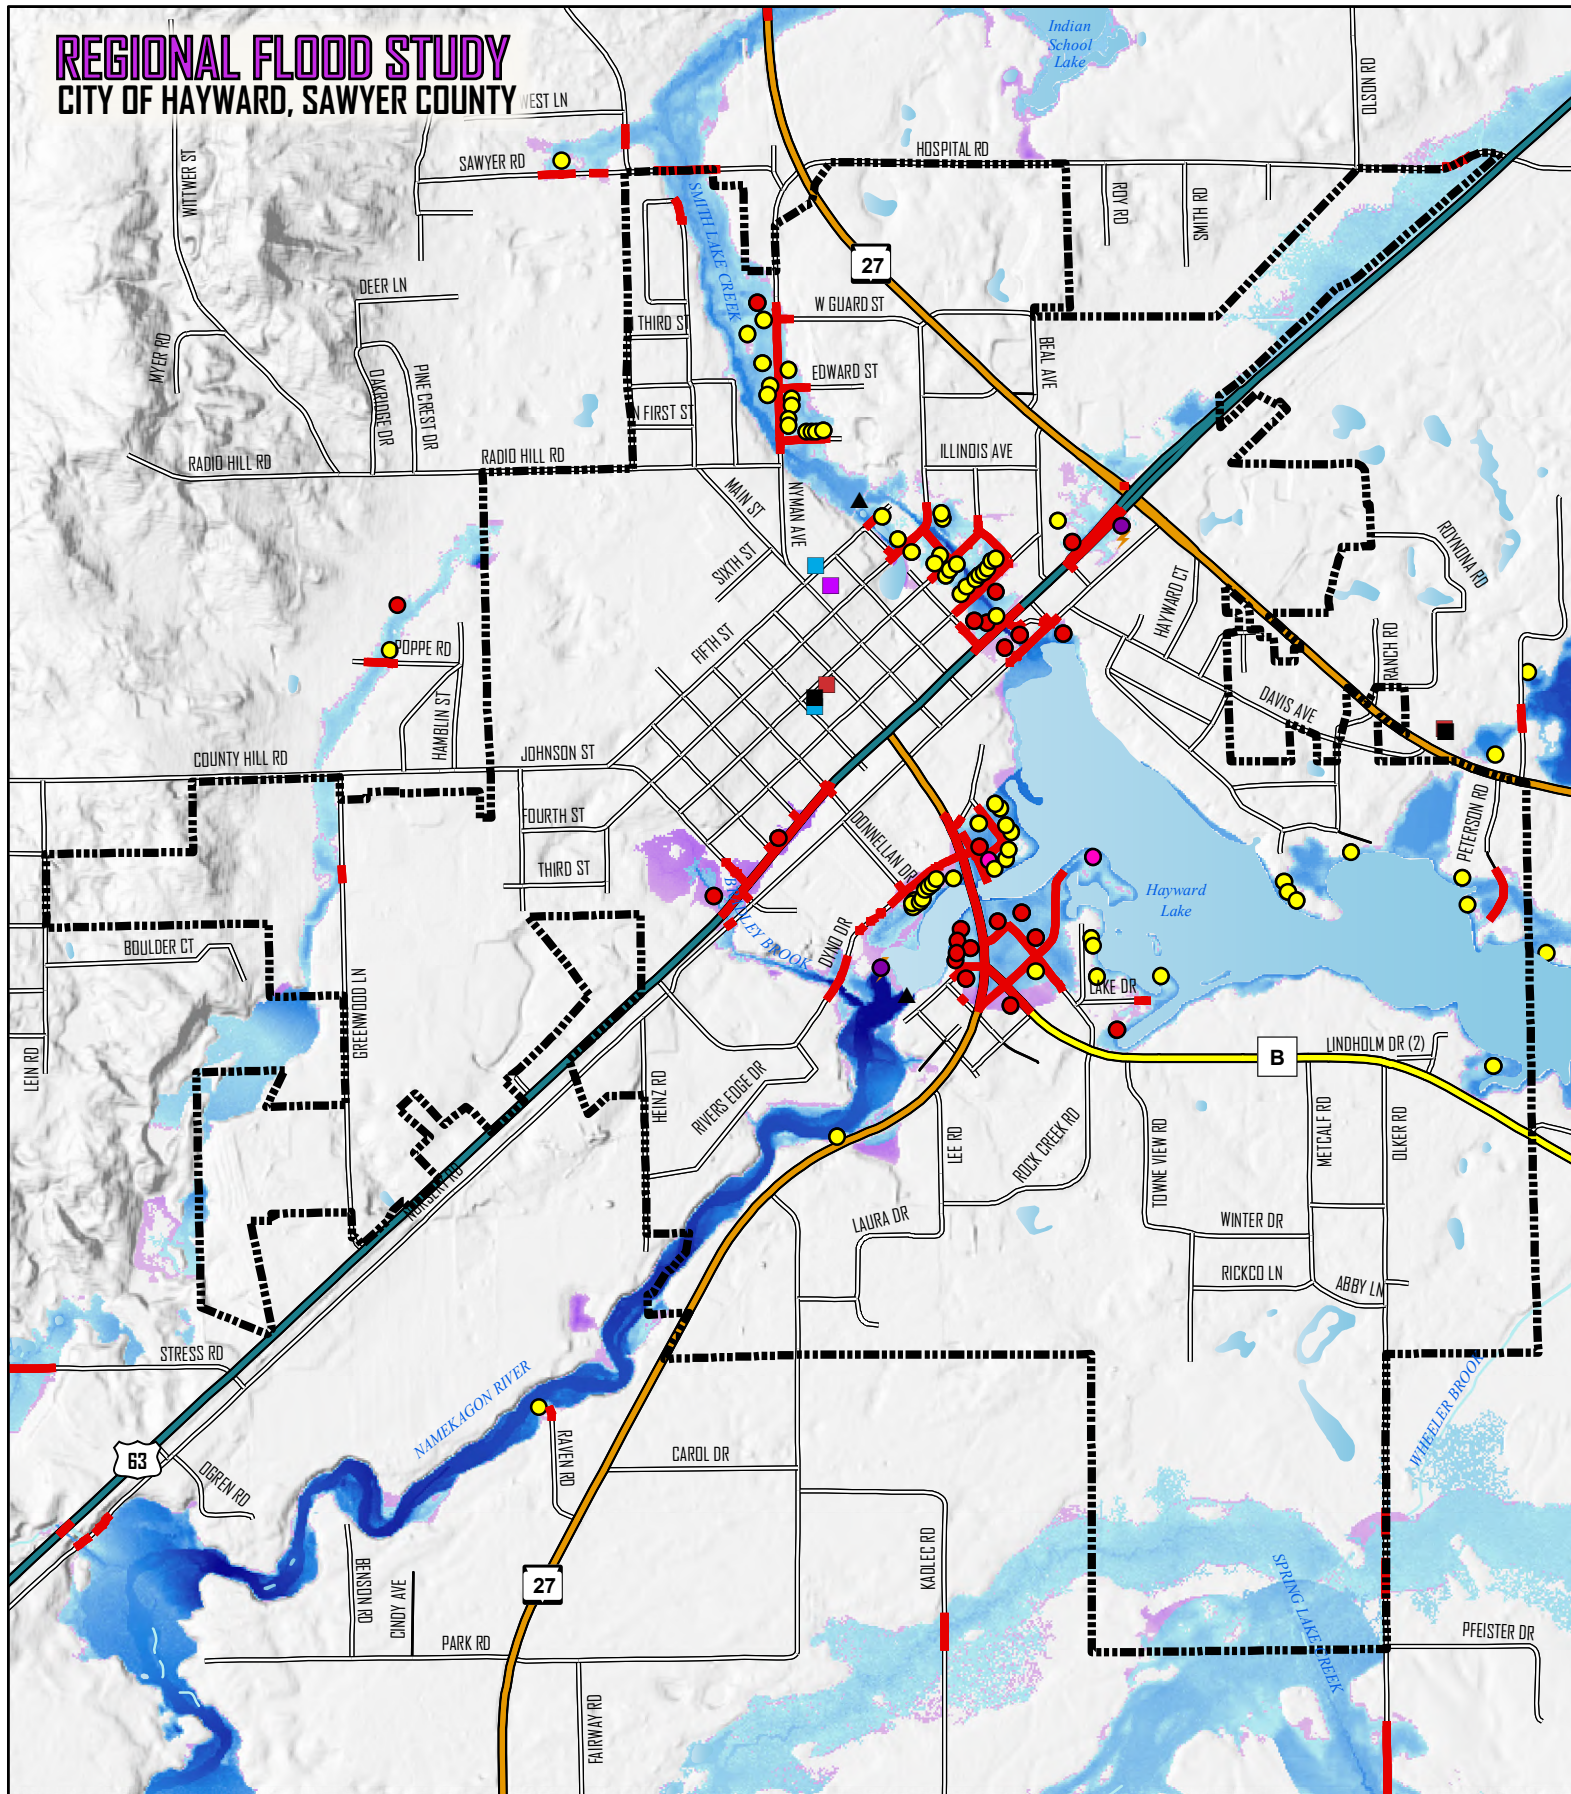 REGIONAL FLOOD STUDY
CITY OF HAYWARD, SAWYER COUNTY
WEST LN
Indian
School
Lake
OLSON RD
WITTWER ST
SAWYER RD
HOSPITAL RD
ROY RD
SMITH RD
SMITH LAKE CREEK
27
DEER LN
W GUARD ST
THIRD ST
MYER RD
OAKRIDGE DR
PINE CREST DR
EDWARD ST
BEAL AVE
N FIRST ST
RADIO HILL RD
RADIO HILL RD
ILLINOIS AVE
MAIN ST
NYMAN AVE
SIXTH ST
ROYNONA RD
HAYWARD CT
FIFTH ST
POPPE RD
RANCH RD
HAMBLIN ST
DAVIS AVE
COUNTY HILL RD
JOHNSON ST
FOURTH ST
DONNELLAN DR
PETERSON RD
THIRD ST
Hayward
Lake
BOULDER CT
DYNO DR
GREENWOOD LN
LAKE DR
LEIN RD
B
LINDHOLM DR (2)
HEINZ RD
RIVERS EDGE DR
LEE RD
ROCK CREEK RD
TOWNE VIEW RD
METCALF RD
OLKER RD
NURSERY RD
LAURA DR
WINTER DR
RICKCO LN
ABBY LN
STRESS RD
NAMEKAGON RIVER
WHEELER BROOK
63
OGREN RD
RAVEN RD
CAROL DR
KADLEC RD
27
BENSON RD
CINDY AVE
SPRING LAKE CREEK
PARK RD
PFEISTER DR
FAIRWAY RD